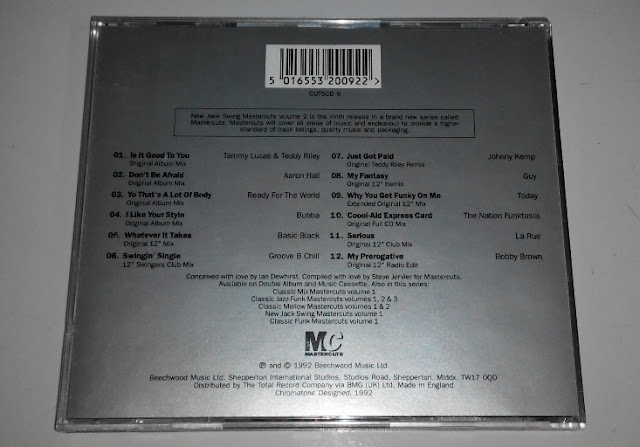 5 016553 200922 >
CUTSCD 9
New Jack Swing Mastercuts volume 2 is the ninth release in a brand new series called
Mastercuts. Mastercuts will cover all areas of music and endeavour to provide a higher
standard of track listings, quality music and packaging.
01. Is It Good To You Tammy Lucas & Teddy Riley
Original Album Mix
02. Don't Be Afraid Aaron Hall
Original Album Mix
03. Yo That's A Lot Of Body Ready For The World
Original Album Mix
04. I Like Your Style Bubba
Original Album Mix
05. Whatever It Takes Basic Black
Original 12" Mix
06. Swingin' Single Groove B Chill
12" Swingers Club Mix
07. Just Got Paid Johnny Kemp
Original Teddy Riley Remix
08. My Fantasy Guy
Original 12" Remix
09. Why You Get Funky On Me Today
Extended Original 12" Mix
10. Coool-Aid Express Card The Nation Funktasia
Original Full CD Mix
11. Serious La Rue
Original 12" Club Mix
12. My Prerogative Bobby Brown
Original 12" Radio Edit
Conceived with love by Ian Dewhirst. Compiled with love by Steve Jervier for Mastercuts.
Available on Double Album and Music Cassette. Also in this series:
Classic Mix Mastercuts volume 1
Classic Jazz Funk Mastercuts volumes 1, 2 & 3
Classic Mellow Mastercuts volumes 1 & 2
New Jack Swing Mastercuts volume 1
Classic Funk Mastercuts volume 1
MC
MASTERCUTS
℗ and © 1992 Beechwood Music Ltd.
Beechwood Music Ltd. Shepperton International Studios, Studios Road, Shepperton, Middx. TW17 0QD
Distributed by The Total Record Company via BMG (UK) Ltd, Made in England
Chromatone Designed. 1992